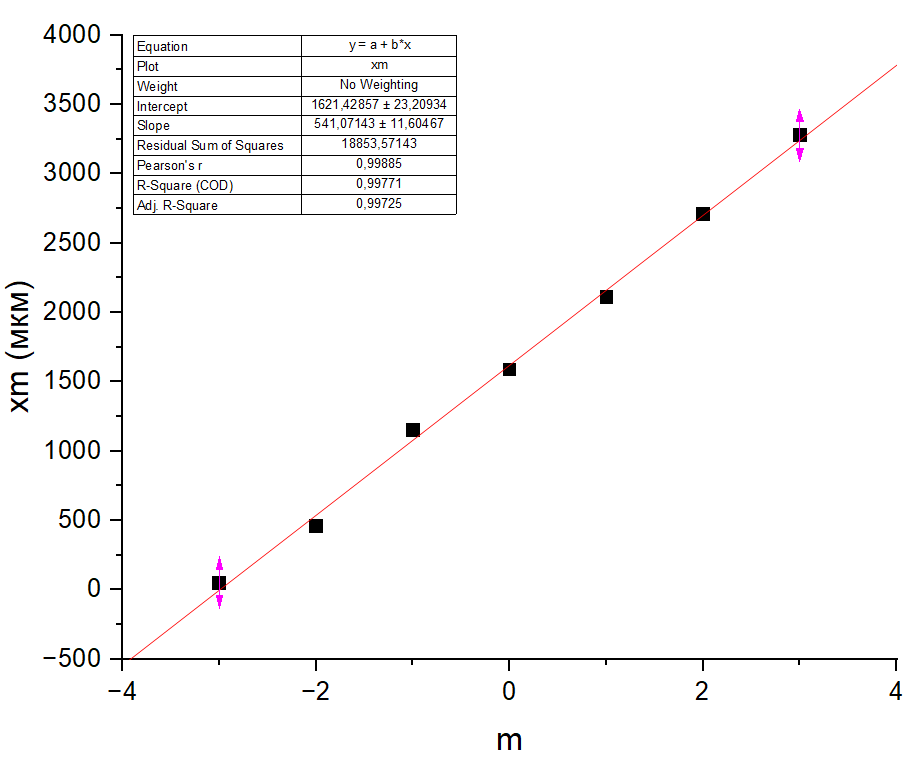 4000
3500
3000
2500
2000
1500
1000
500
0
−500
xm (мкм)
Equation y = a + b*x
Plot xm
Weight No Weighting
Intercept 1621,42857 ± 23,20934
Slope 541,07143 ± 11,60467
Residual Sum of Squares 18853,57143
Pearson's r 0,99885
R-Square (COD) 0,99771
Adj. R-Square 0,99725
−4 −2 0 2 4
m